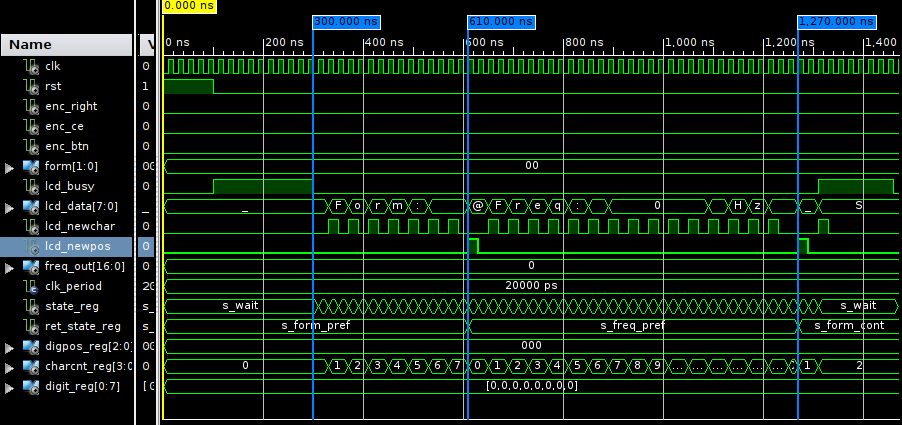 0.000 ns
300.000 ns 610.000 ns 1,270.000 ns
Name V 0 ns 200 ns 400 ns 600 ns 800 ns 1,000 ns 1,200 ns 1,400
clk 0
rst 1
enc_right 0
enc_ce 0
enc_btn 0
form[1:0] 00 00
lcd_busy 0
lcd_data[7:0] _ _ F o r m : @ F r e q : 0 H z _ S
lcd_newchar 0
lcd_newpos 0
freq_out[16:0] 0 0
clk_period 20 20000 ps
state_reg s_ s_wait s_wait
ret_state_reg s_ s_form_pref s_freq_pref s_form_cont
digpos_reg[2:0] 00 000
charcnt_reg[3:0 0 0 1 2 3 4 5 6 7 0 1 2 3 4 5 6 7 8 9 ... ... ... ... ... 1 2
digit_reg[0:7] [0 [0,0,0,0,0,0,0,0]